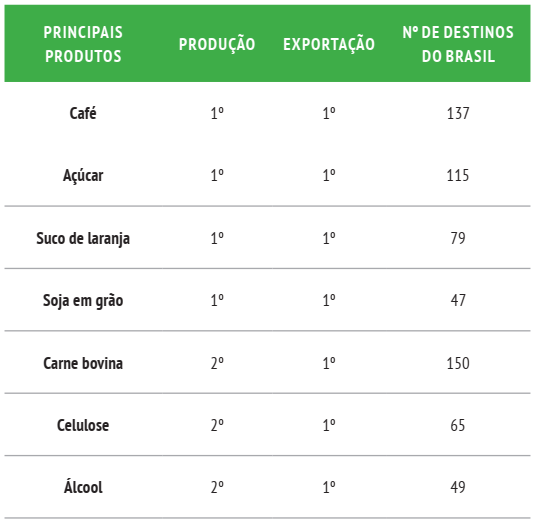 PRINCIPAIS PRODUTOS PRODUÇÃO EXPORTAÇÃO Nº DE DESTINOS DO BRASIL
Café 1º 1º 137
Açúcar 1º 1º 115
Suco de laranja 1º 1º 79
Soja em grão 1º 1º 47
Carne bovina 2º 1º 150
Celulose 2º 1º 65
Álcool 2º 1º 49